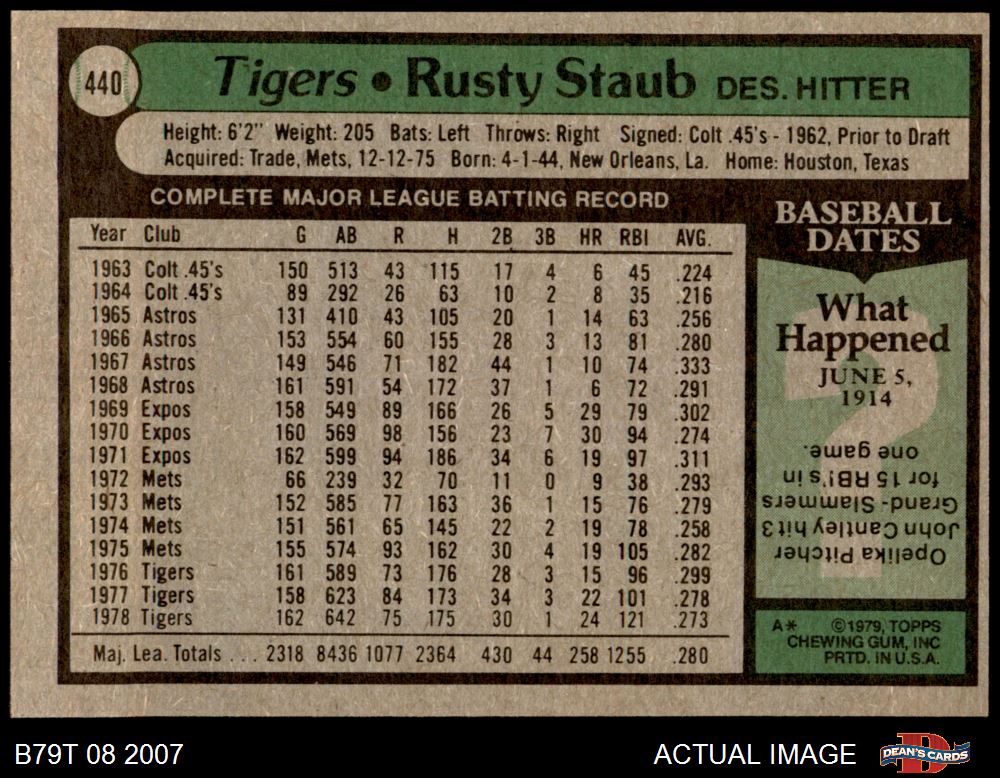 440
Tigers • Rusty Staub DES. HITTER
Height: 6'2" Weight: 205 Bats: Left Throws: Right Signed: Colt .45's - 1962, Prior to Draft
Acquired: Trade, Mets, 12-12-75 Born: 4-1-44, New Orleans, La. Home: Houston, Texas
COMPLETE MAJOR LEAGUE BATTING RECORD
Year Club G AB R H 2B 3B HR RBI AVG.
1963 Colt .45's 150 513 43 115 17 4 6 45 .224
1964 Colt .45's 89 292 26 63 10 2 8 35 .216
1965 Astros 131 410 43 105 20 1 14 63 .256
1966 Astros 153 554 60 155 28 3 13 81 .280
1967 Astros 149 546 71 182 44 1 10 74 .333
1968 Astros 161 591 54 172 37 1 6 72 .291
1969 Expos 158 549 89 166 26 5 29 79 .302
1970 Expos 160 569 98 156 23 7 30 94 .274
1971 Expos 162 599 94 186 34 6 19 97 .311
1972 Mets 66 239 32 70 11 0 9 38 .293
1973 Mets 152 585 77 163 36 1 15 76 .279
1974 Mets 151 561 65 145 22 2 19 78 .258
1975 Mets 155 574 93 162 30 4 19 105 .282
1976 Tigers 161 589 73 176 28 3 15 96 .299
1977 Tigers 158 623 84 173 34 3 22 101 .278
1978 Tigers 162 642 75 175 30 1 24 121 .273
Maj. Lea. Totals . . . 2318 8436 1077 2364 430 44 258 1255 .280
BASEBALL
DATES
What
Happened
JUNE 5,
1914
?
Opelika Pitcher
John Cantley hit 3
Grand-Slammers
for 15 RBI.'s in
one game.
A* ©1979, TOPPS
CHEWING GUM, INC
PRTD. IN U.S.A.
B79T 08 2007
ACTUAL IMAGE
D
DEAN'S CARDS